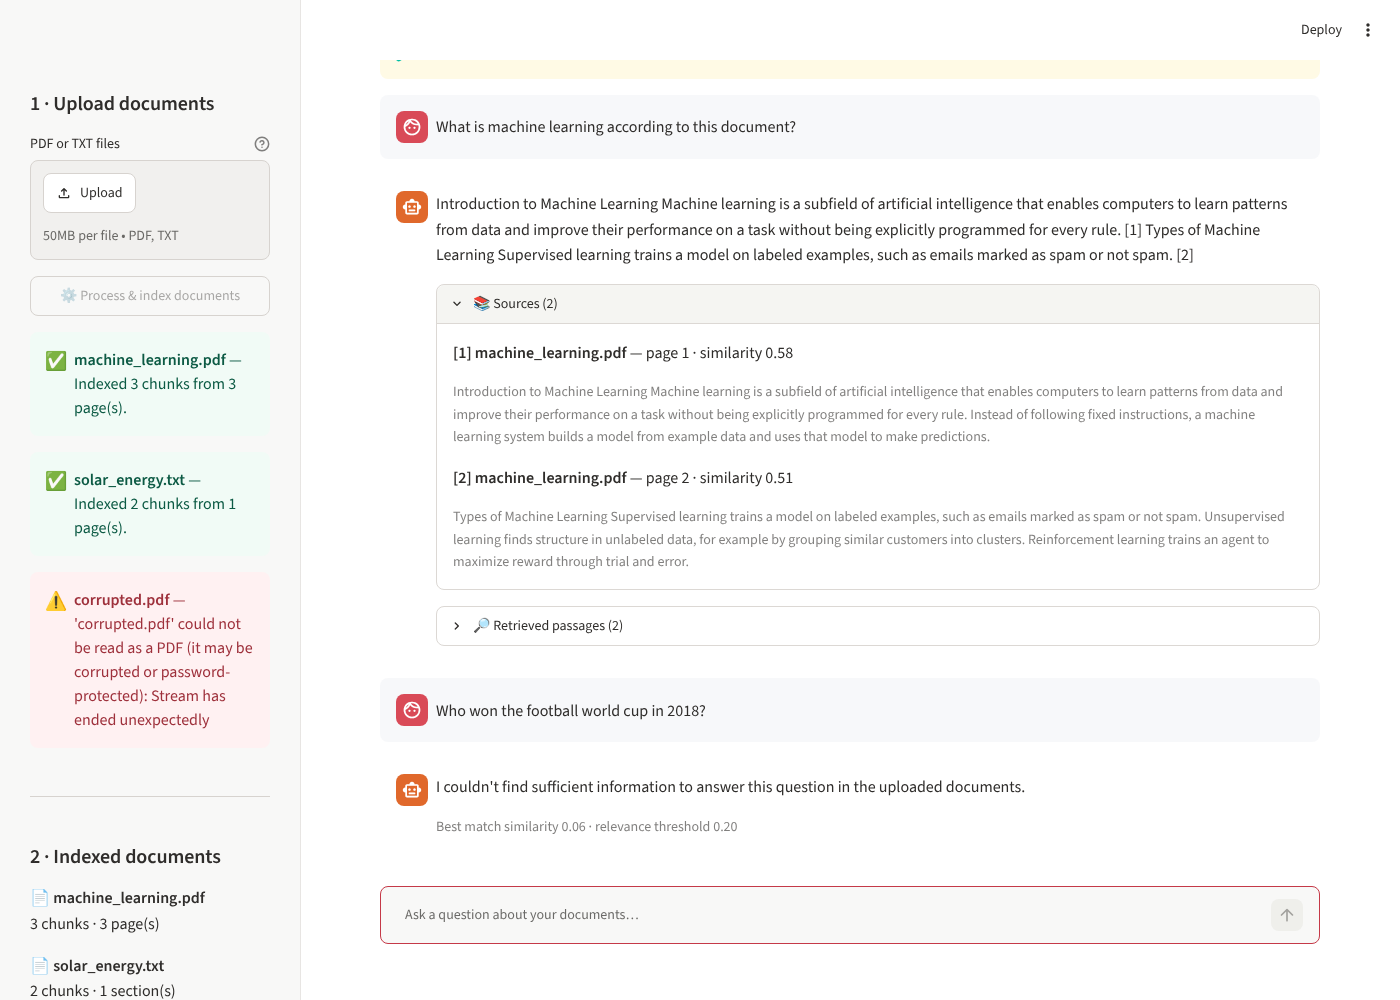 Deploy
1 · Upload documents
PDF or TXT files
Upload
50MB per file • PDF, TXT
⚙️ Process & index documents
✅ machine_learning.pdf —
Indexed 3 chunks from 3
page(s).
✅ solar_energy.txt —
Indexed 2 chunks from 1
page(s).
⚠️ corrupted.pdf —
'corrupted.pdf' could not
be read as a PDF (it may be
corrupted or password-
protected): Stream has
ended unexpectedly
2 · Indexed documents
📄 machine_learning.pdf
3 chunks · 3 page(s)
📄 solar_energy.txt
2 chunks · 1 section(s)
What is machine learning according to this document?
Introduction to Machine Learning Machine learning is a subfield of artificial intelligence that enables computers to learn patterns
from data and improve their performance on a task without being explicitly programmed for every rule. [1] Types of Machine
Learning Supervised learning trains a model on labeled examples, such as emails marked as spam or not spam. [2]
📚 Sources (2)
[1] machine_learning.pdf — page 1 · similarity 0.58
Introduction to Machine Learning Machine learning is a subfield of artificial intelligence that enables computers to learn patterns from data and
improve their performance on a task without being explicitly programmed for every rule. Instead of following fixed instructions, a machine
learning system builds a model from example data and uses that model to make predictions.
[2] machine_learning.pdf — page 2 · similarity 0.51
Types of Machine Learning Supervised learning trains a model on labeled examples, such as emails marked as spam or not spam. Unsupervised
learning finds structure in unlabeled data, for example by grouping similar customers into clusters. Reinforcement learning trains an agent to
maximize reward through trial and error.
🔎 Retrieved passages (2)
Who won the football world cup in 2018?
I couldn't find sufficient information to answer this question in the uploaded documents.
Best match similarity 0.06 · relevance threshold 0.20
Ask a question about your documents…